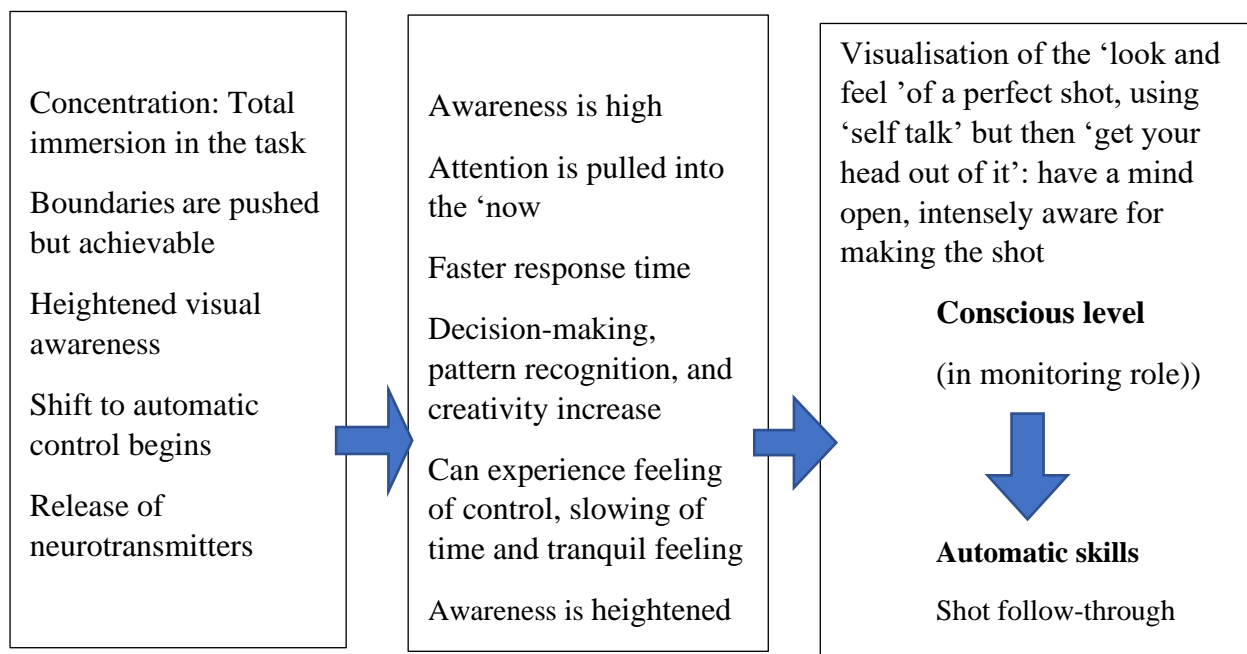 Concentration: Total
immersion in the task
Boundaries are pushed
but achievable
Heightened visual
awareness
Shift to automatic
control begins
Release of
neurotransmitters
Awareness is high
Attention is pulled into
the ‘now
Faster response time
Decision-making,
pattern recognition, and
creativity increase
Can experience feeling
of control, slowing of
time and tranquil feeling
Awareness is heightened
Visualisation of the ‘look and
feel ’of a perfect shot, using
‘self talk’ but then ‘get your
head out of it’: have a mind
open, intensely aware for
making the shot
Conscious level
(in monitoring role))
Automatic skills
Shot follow-through